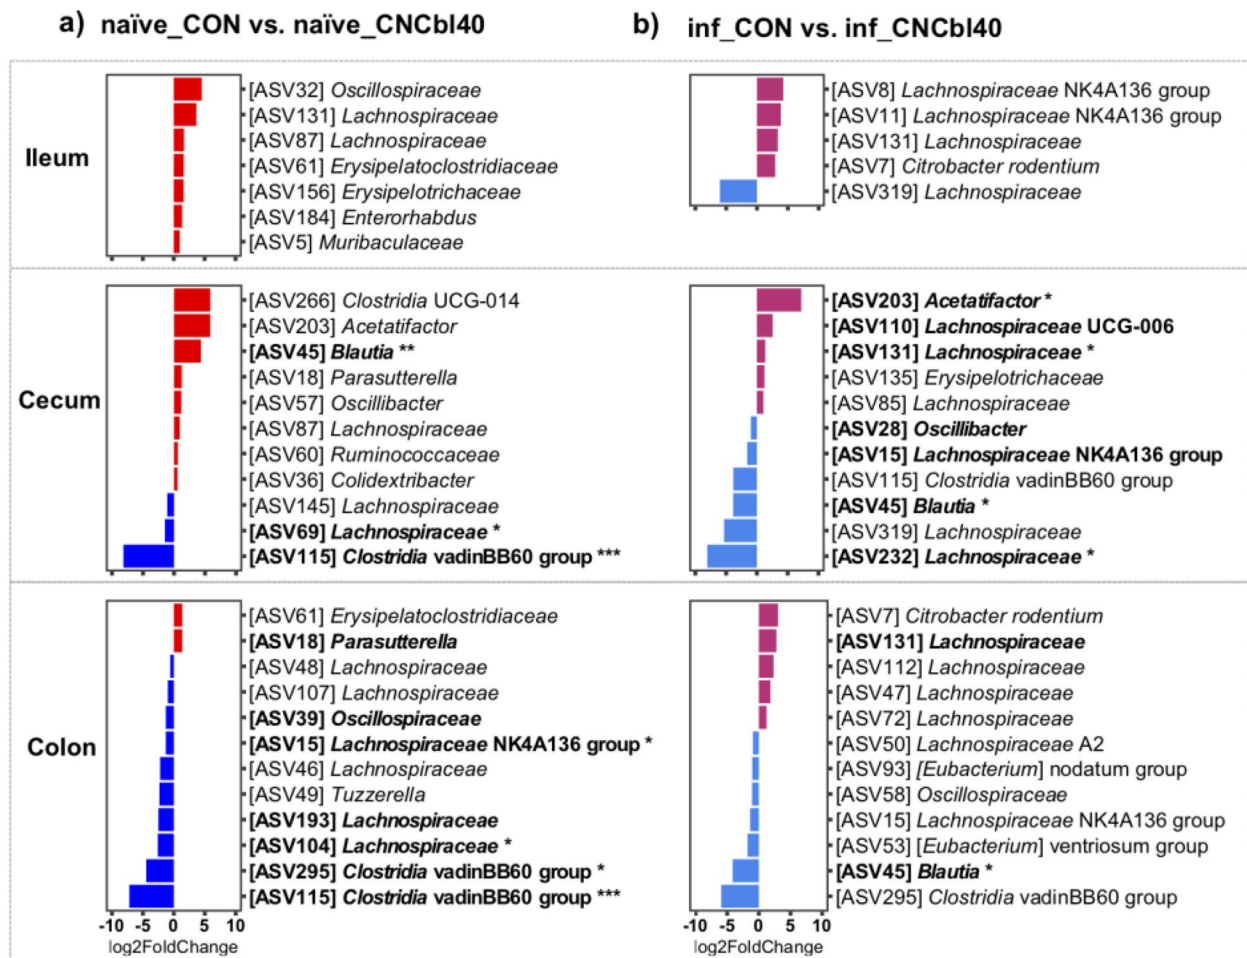 a) naïve_CON vs. naïve_CNCbl40
b) inf_CON vs. inf_CNCbl40
Ileum
[ASV32] Oscillospiraceae
[ASV131] Lachnospiraceae
[ASV87] Lachnospiraceae
[ASV61] Erysipelatoclostridiaceae
[ASV156] Erysipelotrichaceae
[ASV184] Enterorhabdus
[ASV5] Muribaculaceae
[ASV8] Lachnospiraceae NK4A136 group
[ASV11] Lachnospiraceae NK4A136 group
[ASV131] Lachnospiraceae
[ASV7] Citrobacter rodentium
[ASV319] Lachnospiraceae
Cecum
[ASV266] Clostridia UCG-014
[ASV203] Acetatifactor
[ASV45] Blautia **
[ASV18] Parasutterella
[ASV57] Oscillibacter
[ASV87] Lachnospiraceae
[ASV60] Ruminococcaceae
[ASV36] Colidextribacter
[ASV145] Lachnospiraceae
[ASV69] Lachnospiraceae *
[ASV115] Clostridia vadinBB60 group ***
[ASV203] Acetatifactor *
[ASV110] Lachnospiraceae UCG-006
[ASV131] Lachnospiraceae *
[ASV135] Erysipelotrichaceae
[ASV85] Lachnospiraceae
[ASV28] Oscillibacter
[ASV15] Lachnospiraceae NK4A136 group
[ASV115] Clostridia vadinBB60 group
[ASV45] Blautia *
[ASV319] Lachnospiraceae
[ASV232] Lachnospiraceae *
Colon
[ASV61] Erysipelatoclostridiaceae
[ASV18] Parasutterella
[ASV48] Lachnospiraceae
[ASV107] Lachnospiraceae
[ASV39] Oscillospiraceae
[ASV15] Lachnospiraceae NK4A136 group *
[ASV46] Lachnospiraceae
[ASV49] Tuzzerella
[ASV193] Lachnospiraceae
[ASV104] Lachnospiraceae *
[ASV295] Clostridia vadinBB60 group *
[ASV115] Clostridia vadinBB60 group ***
-10 -5 0 5 10
log2FoldChange
[ASV7] Citrobacter rodentium
[ASV131] Lachnospiraceae
[ASV112] Lachnospiraceae
[ASV47] Lachnospiraceae
[ASV72] Lachnospiraceae
[ASV50] Lachnospiraceae A2
[ASV93] [Eubacterium] nodatum group
[ASV58] Oscillospiraceae
[ASV15] Lachnospiraceae NK4A136 group
[ASV53] [Eubacterium] ventriosum group
[ASV45] Blautia *
[ASV295] Clostridia vadinBB60 group
-10 -5 0 5 10
log2FoldChange